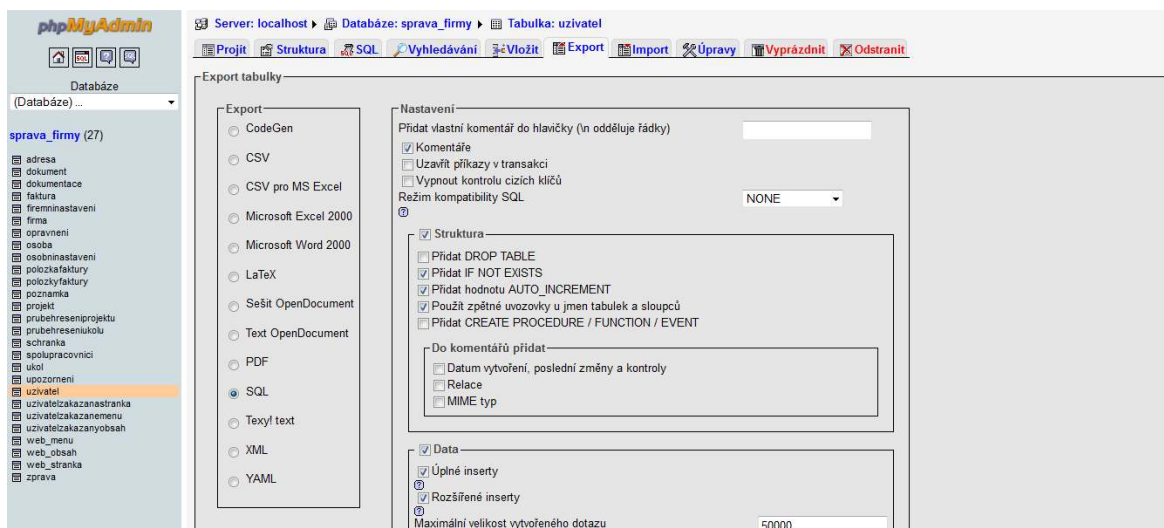 phpMyAdmin
Databáze
(Databáze) ...
sprava_firmy (27)
adresa
dokument
dokumentace
faktura
firemninastaveni
firma
opravneni
osoba
osobninastaveni
polozkafaktury
polozkyfaktury
poznamka
projekt
prubehreseniprojektu
prubehreseniukolu
schranka
spolupracovnici
ukol
upozorneni
uzivatel
uzivatelzakazanastranka
uzivatelzakazanemenu
uzivatelzakazanyobsah
web_menu
web_obsah
web_stranka
zprava
Server: localhost Databáze: sprava_firmy Tabulka: uzivatel
Projít Struktura SQL Vyhledávání Vložit Export Import Úpravy Vyprázdnit Odstranit
Export tabulky
Export
CodeGen
CSV
CSV pro MS Excel
Microsoft Excel 2000
Microsoft Word 2000
LaTeX
Sešit OpenDocument
Text OpenDocument
PDF
SQL
Texy! text
XML
YAML
Nastavení
Přidat vlastní komentář do hlavičky (\n odděluje řádky)
Komentáře
Uzavřít příkazy v transakci
Vypnout kontrolu cizích klíčů
Režim kompatibility SQL NONE
Struktura
Přidat DROP TABLE
Přidat IF NOT EXISTS
Přidat hodnotu AUTO_INCREMENT
Použít zpětné uvozovky u jmen tabulek a sloupců
Přidat CREATE PROCEDURE / FUNCTION / EVENT
Do komentářů přidat
Datum vytvoření, poslední změny a kontroly
Relace
MIME typ
Data
Úplné inserty
Rozšířené inserty
Maximální velikost vytvořeného dotazu 50000